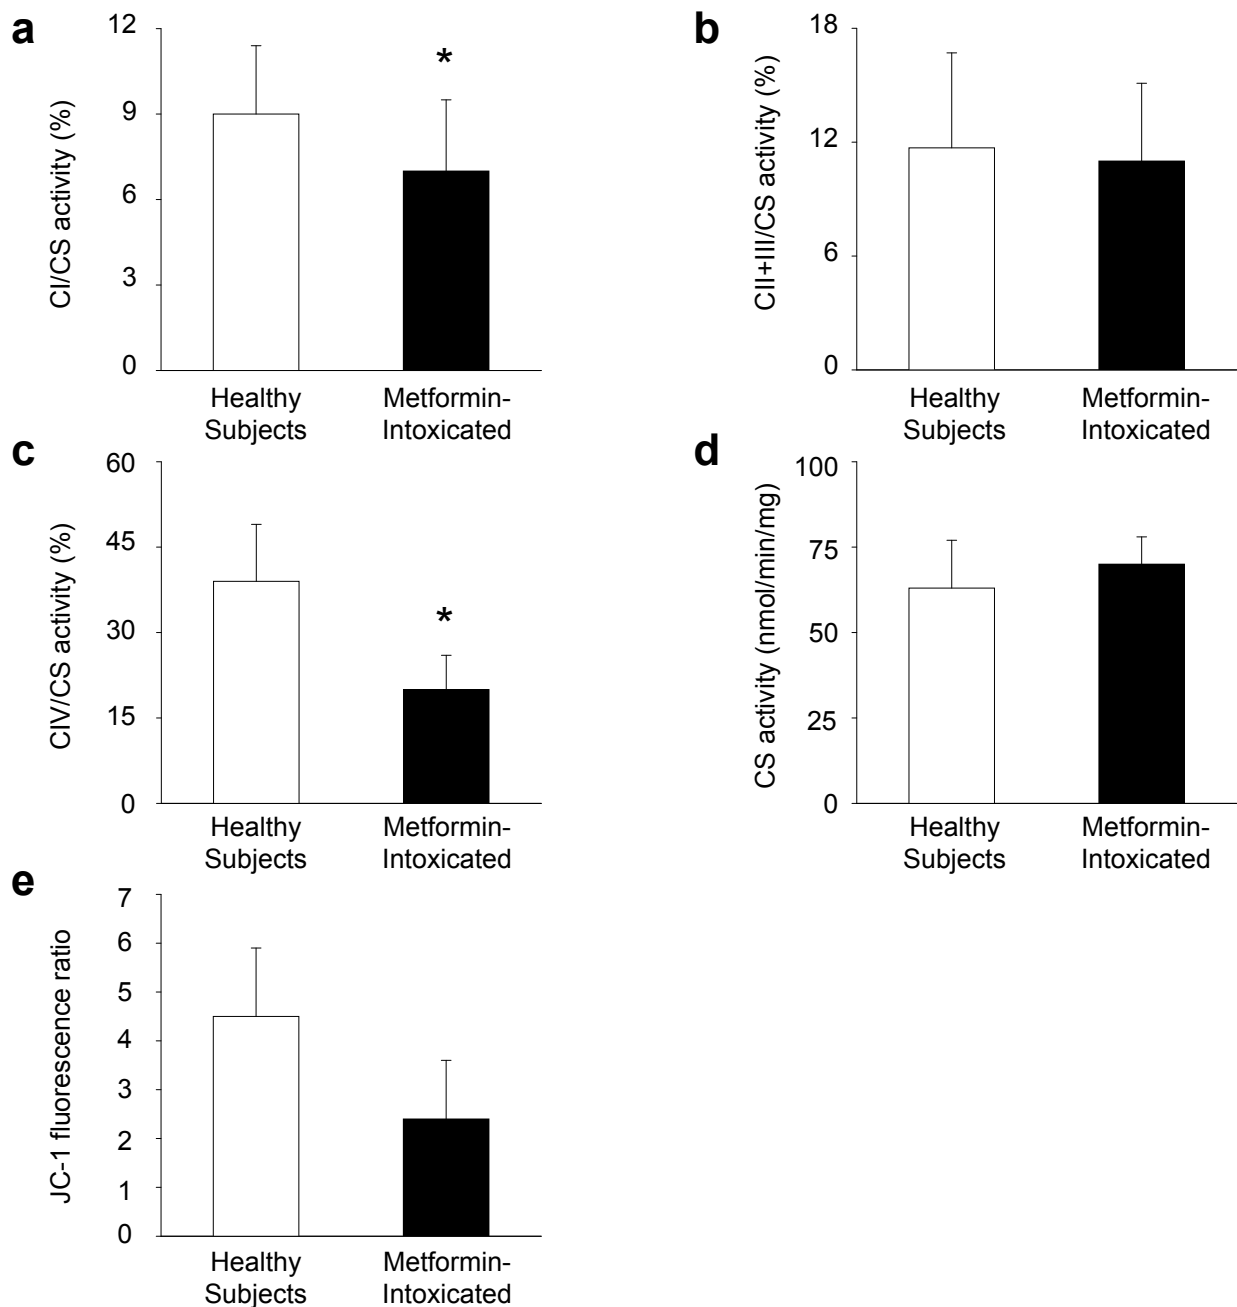 a
CI/CS activity (%)
12
9
6
3
0
*
Healthy
Subjects
Metformin-
Intoxicated
b
CII+III/CS activity (%)
18
12
6
0
Healthy
Subjects
Metformin-
Intoxicated
c
CIV/CS activity (%)
60
45
30
15
0
*
Healthy
Subjects
Metformin-
Intoxicated
d
CS activity (nmol/min/mg)
100
75
50
25
0
Healthy
Subjects
Metformin-
Intoxicated
e
JC-1 fluorescence ratio
7
6
5
4
3
2
1
0
Healthy
Subjects
Metformin-
Intoxicated